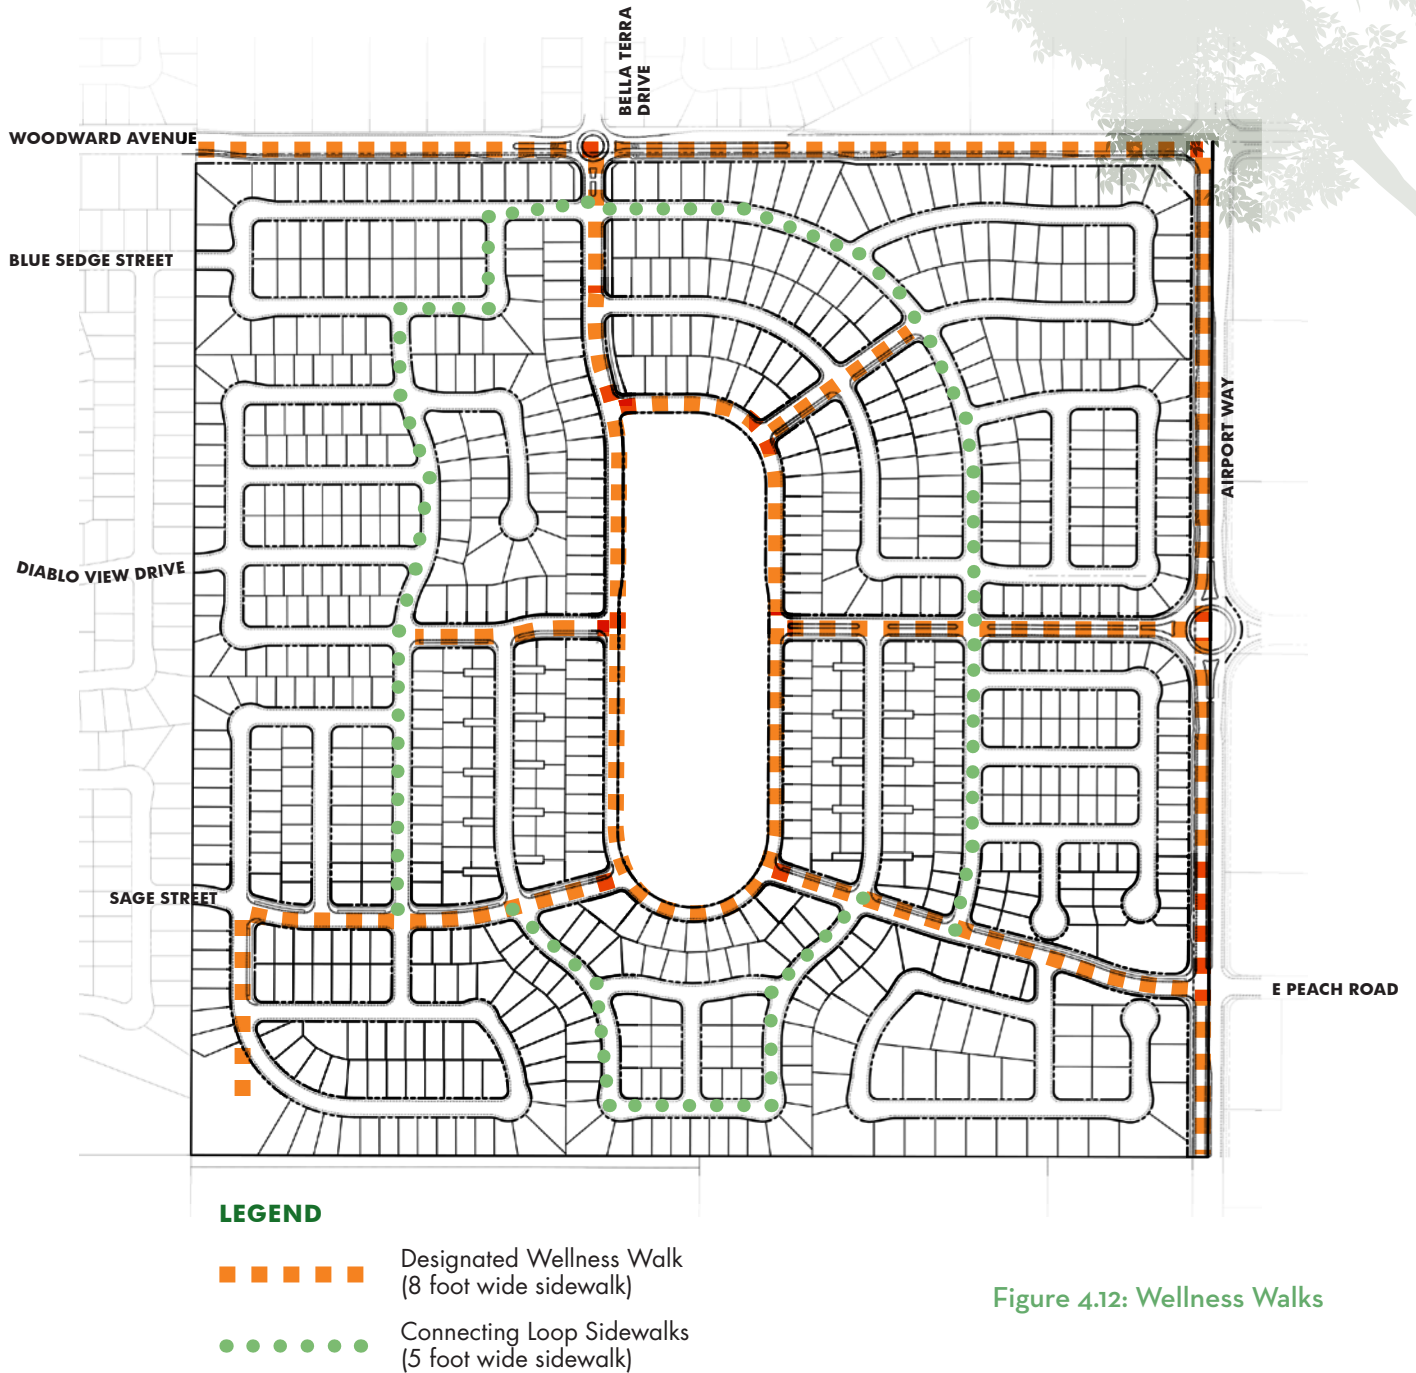 BELLA TERRA
DRIVE
WOODWARD AVENUE
BLUE SEDGE STREET
AIRPORT WAY
DIABLO VIEW DRIVE
SAGE STREET
E PEACH ROAD
LEGEND
Designated Wellness Walk
(8 foot wide sidewalk)
Connecting Loop Sidewalks
(5 foot wide sidewalk)
Figure 4.12: Wellness Walks